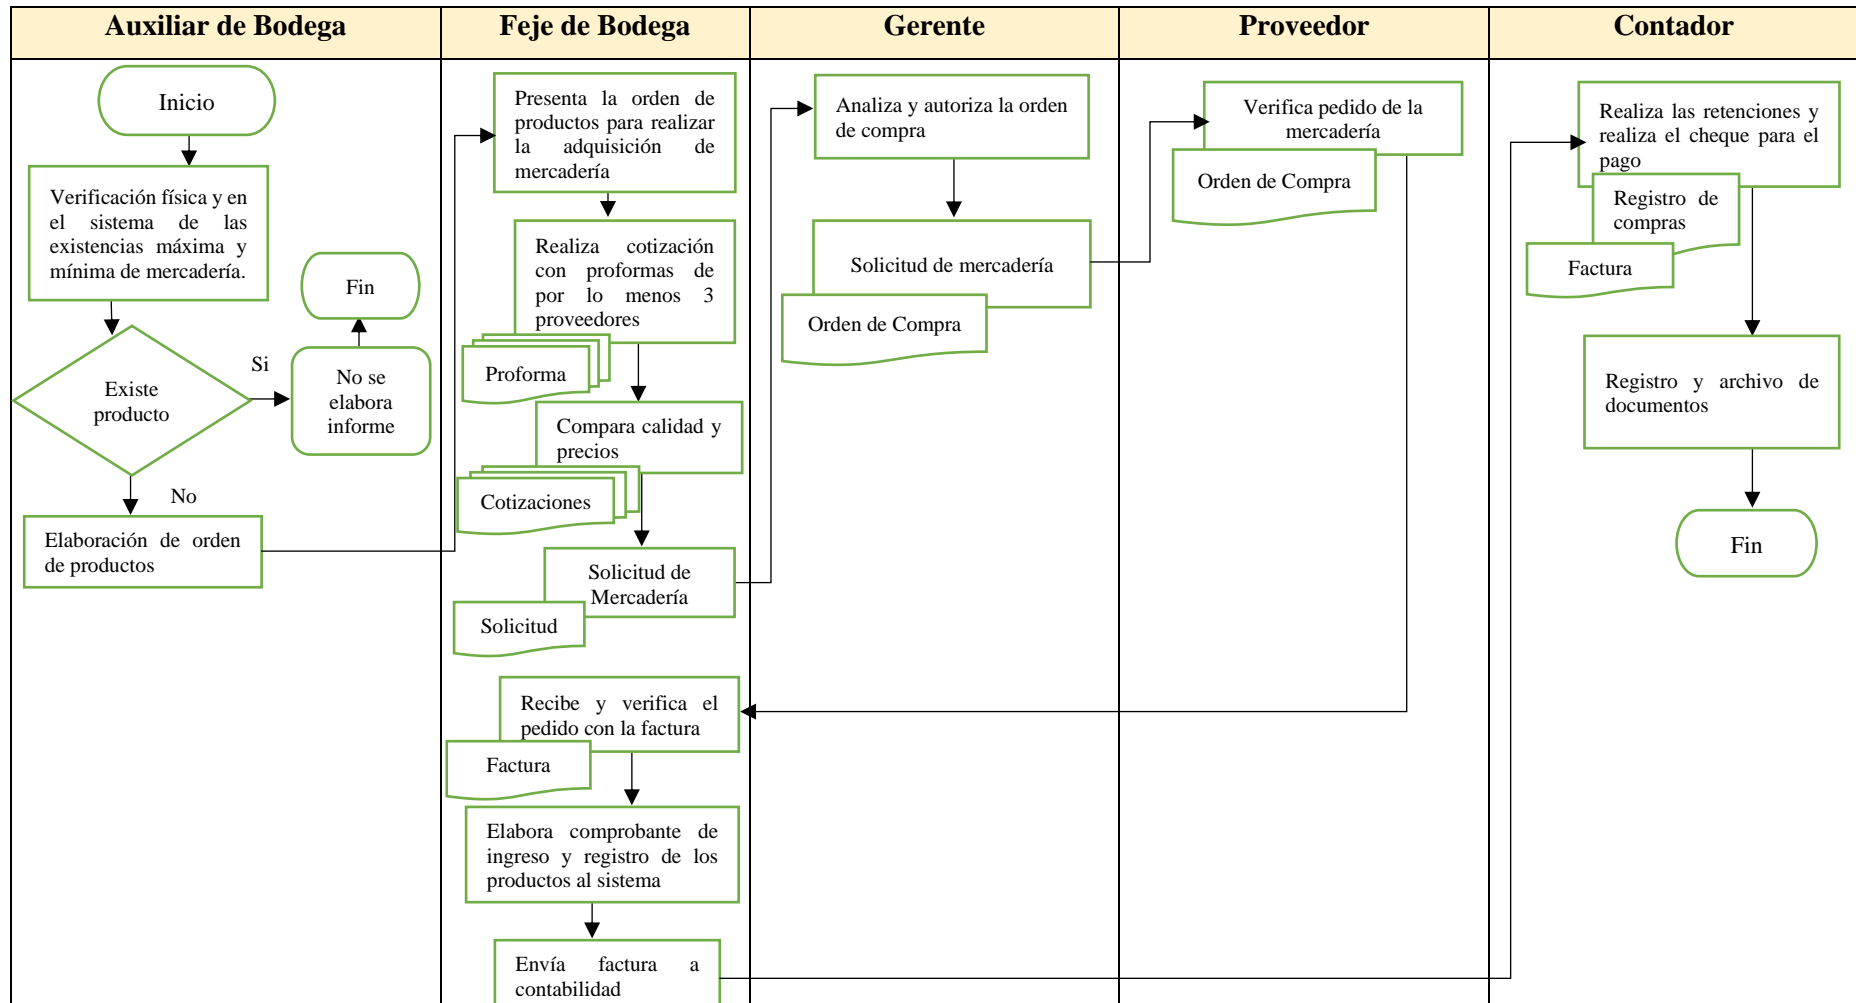 Auxiliar de Bodega
Feje de Bodega
Gerente
Proveedor
Contador
Inicio
Verificación física y en
el sistema de las
existencias máxima y
mínima de mercadería.
Fin
Existe
producto
Si
No se
elabora
informe
No
Elaboración de orden
de productos
Presenta la orden de
productos para realizar
la adquisición de
mercadería
Realiza cotización
con proformas de
por lo menos 3
proveedores
Proforma
Compara calidad y
precios
Cotizaciones
Solicitud de
Mercadería
Solicitud
Recibe y verifica el
pedido con la factura
Factura
Elabora comprobante de
ingreso y registro de los
productos al sistema
Envía factura a
contabilidad
Analiza y autoriza la orden
de compra
Solicitud de mercadería
Orden de Compra
Verifica pedido de la
mercadería
Orden de Compra
Realiza las retenciones y
realiza el cheque para el
pago
Registro de
compras
Factura
Registro y archivo de
documentos
Fin